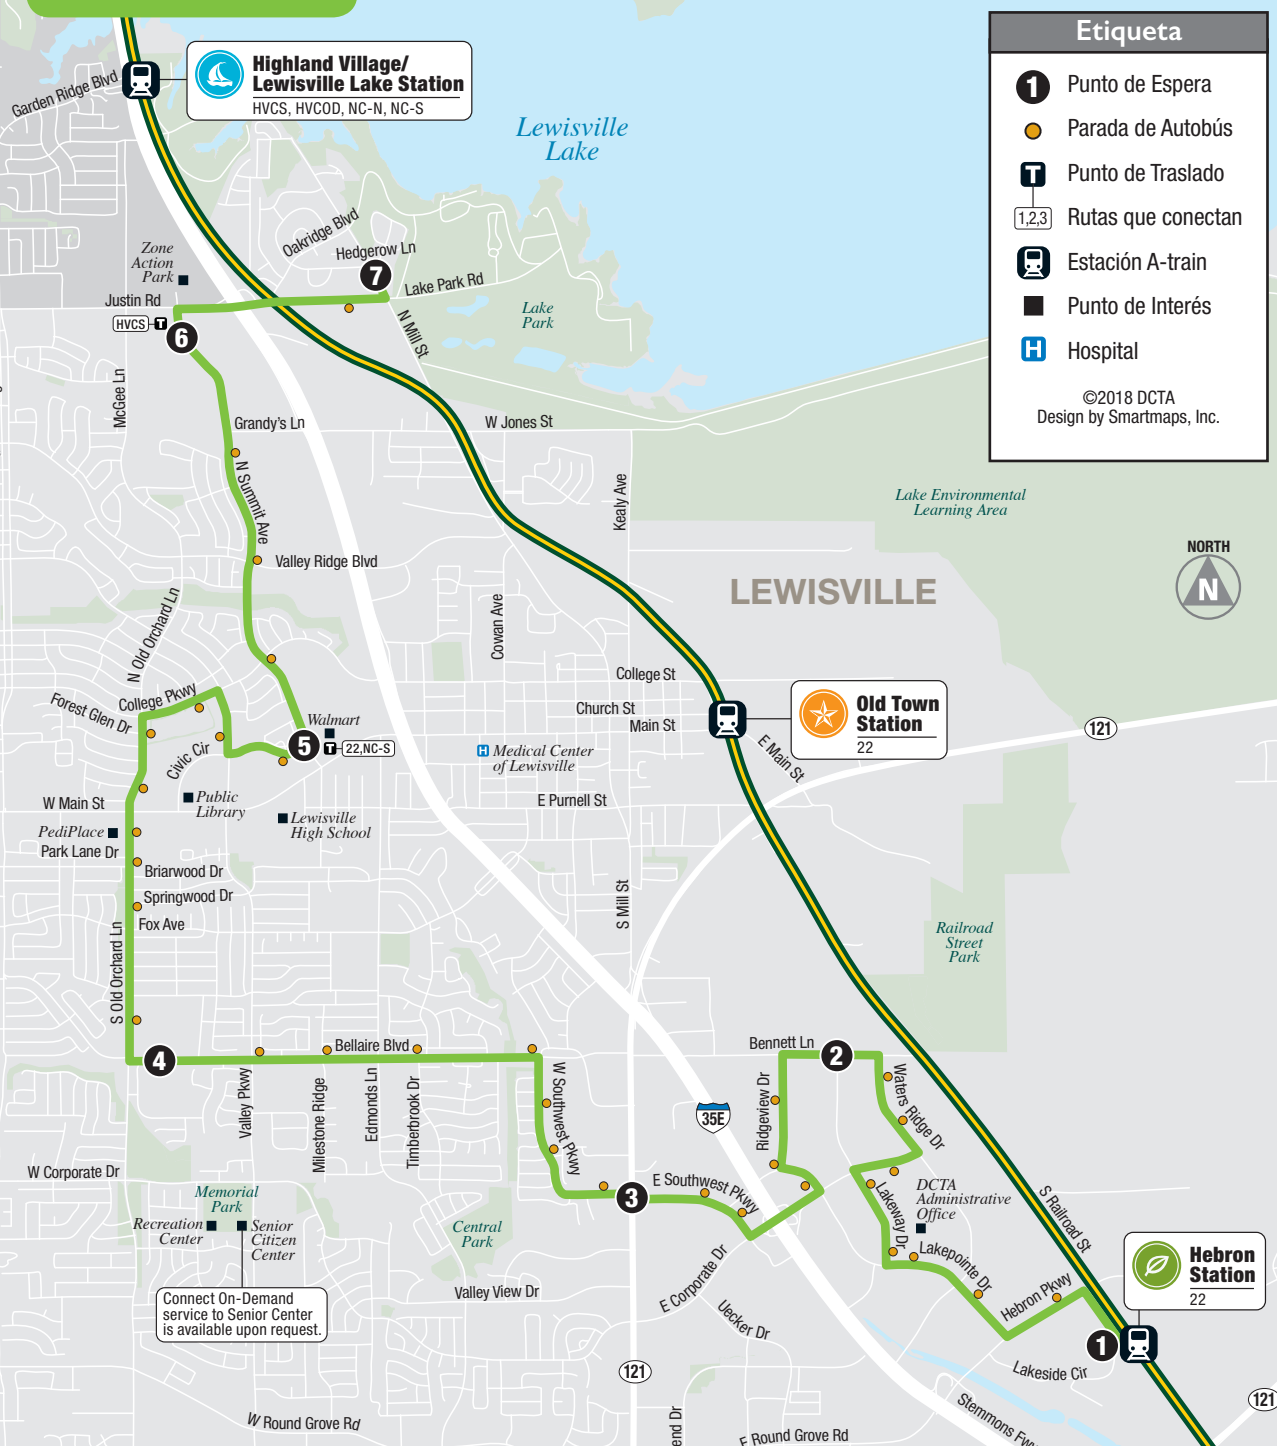 Garden Ridge Blvd
Highland Village/
Lewisville Lake Station
HVCS, HVCOD, NC-N, NC-S
Lewisville
Lake
Etiqueta
1
Punto de Espera
Parada de Autobús
T
Punto de Traslado
1,2,3
Rutas que conectan
Estación A-train
Punto de Interés
H
Hospital
©2018 DCTA
Design by Smartmaps, Inc.
Oakridge Blvd
Hedgerow Ln
Zone
Action
Park
7
Lake Park Rd
Justin Rd
HVCS
T
6
N Mill St
Lake
Park
McGee Ln
Grandy's Ln
W Jones St
N Summit Ave
Kealy Ave
Lake Environmental
Learning Area
Valley Ridge Blvd
LEWISVILLE
NORTH
N
N Old Orchard Ln
Cowan Ave
College St
College Pkwy
Forest Glen Dr
Church St
Main St
Old Town
Station
22
121
Walmart
5
T
22,NC-S
Civic Cir
H
Medical Center
of Lewisville
E Main St
W Main St
Public
Library
E Purnell St
PediPlace
Lewisville
High School
Park Lane Dr
Briarwood Dr
Springwood Dr
Fox Ave
S Mill St
Railroad
Street
Park
S Old Orchard Ln
4
Bellaire Blvd
Bennett Ln
2
Valley Pkwy
Milestone Ridge
Edmonds Ln
Timberbrook Dr
W Southwest Pkwy
35E
Ridgeview Dr
Waters Ridge Dr
W Corporate Dr
3
E Southwest Pkwy
DCTA
Administrative
Office
Lakeway Dr
S Railroad St
Memorial
Park
Recreation
Center
Senior
Citizen
Center
Central
Park
Lakepointe Dr
Hebron Pkwy
Hebron
Station
22
E Corporate Dr
Valley View Dr
Connect On-Demand
service to Senior Center
is available upon request.
Uecker Dr
1
121
Lakeside Cir
121
Stemmons Fwy
W Round Grove Rd
end Dr
E Round Grove Rd